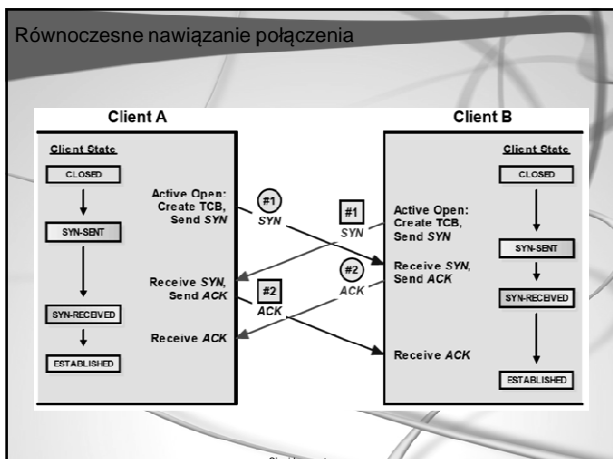 Równoczesne nawiązanie połączenia
Client A
Client B
Client State
CLOSED
SYN-SENT
SYN-RECEIVED
ESTABLISHED
Active Open:
Create TCB,
Send SYN
Receive SYN,
Send ACK
Receive ACK
#1
SYN
#2
ACK
#1
SYN
#2
ACK
Active Open:
Create TCB,
Send SYN
Receive SYN,
Send ACK
Receive ACK
Client State
CLOSED
SYN-SENT
SYN-RECEIVED
ESTABLISHED